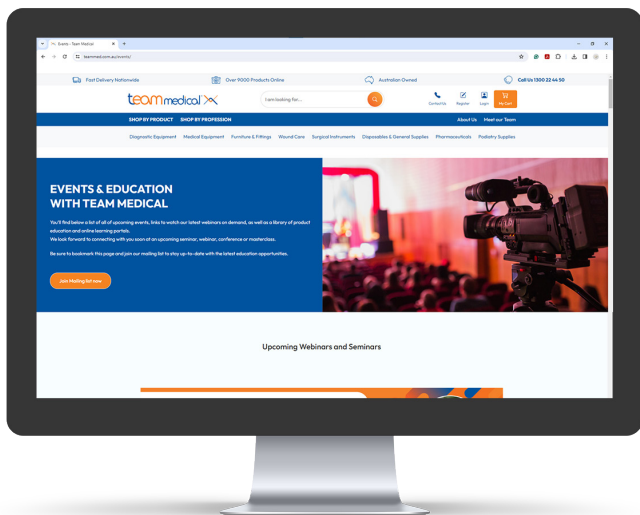 Events - Team Medical
teammed.com.au/events/
Fast Delivery Nationwide
Over 9000 Products Online
Australian Owned
Call Us 1300 22 44 50
team medical
I am looking for...
Contact Us
Register
Login
My Cart
SHOP BY PRODUCT SHOP BY PROFESSION
About Us Meet our Team
Diagnostic Equipment Medical Equipment Furniture & Fittings Wound Care Surgical Instruments Disposables & General Supplies Pharmaceuticals Podiatry Supplies
EVENTS & EDUCATION
WITH TEAM MEDICAL
You'll find below a list of all of upcoming events, links to watch our latest webinars on demand, as well as a library of product
education and online learning portals.
We look forward to connecting with you soon at an upcoming seminar, webinar, conference or masterclass.
Be sure to bookmark this page and join our mailing list to stay up-to-date with the latest education opportunities.
Join Mailing list now
Upcoming Webinars and Seminars